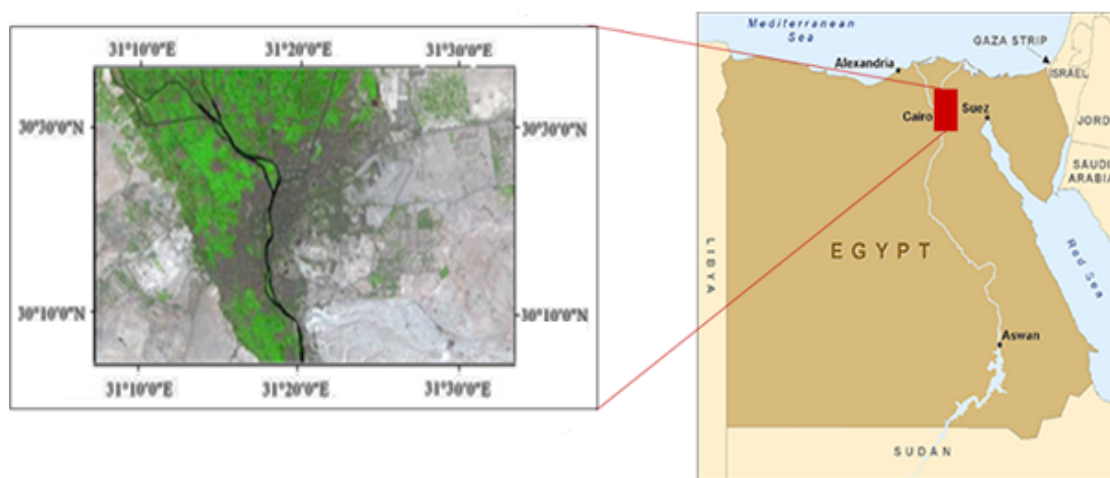 31°10'0"E
31°20'0"E
31°30'0"E
30°30'0"N
30°30'0"N
30°10'0"N
30°10'0"N
31°10'0"E
31°20'0"E
31°30'0"E
Mediterranean
Sea
GAZA STRIP
Alexandria
ISRAEL
Cairo
Suez
JORD
SAUDI
ARABIA
LIBYA
EGYPT
Red Sea
Aswan
SUDAN